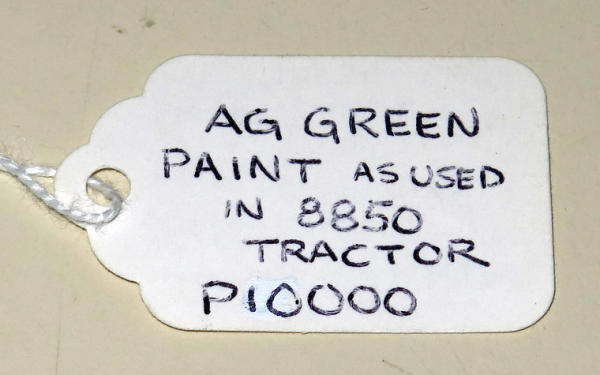 AG GREEN
PAINT AS USED
IN 8850
TRACTOR
P10000